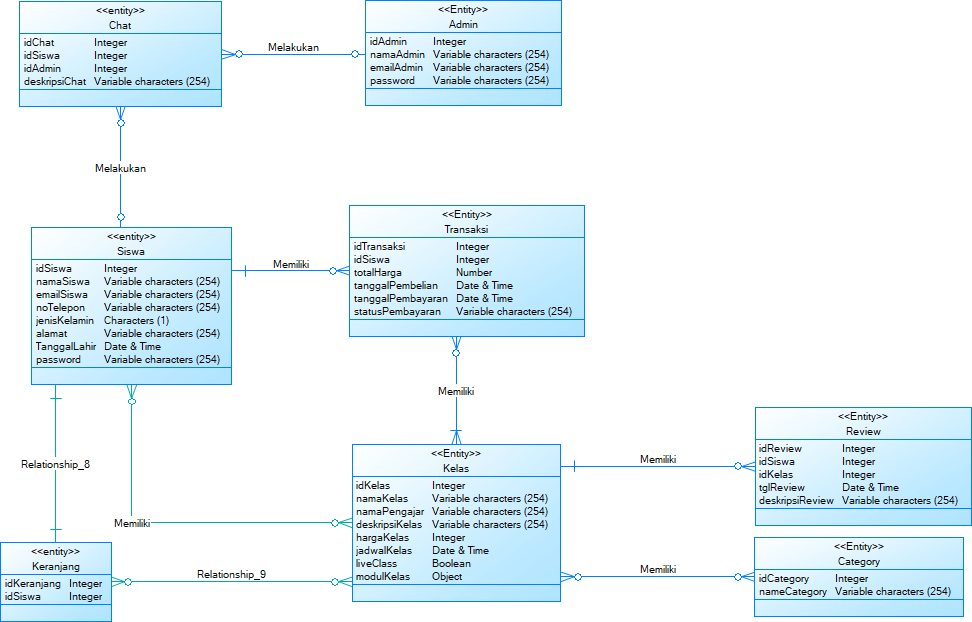 <<entity>>
Chat
idChat Integer
idSiswa Integer
idAdmin Integer
deskripsiChat Variable characters (254)
Melakukan
<<Entity>>
Admin
idAdmin Integer
namaAdmin Variable characters (254)
emailAdmin Variable characters (254)
password Variable characters (254)
Melakukan
<<entity>>
Siswa
idSiswa Integer
namaSiswa Variable characters (254)
emailSiswa Variable characters (254)
noTelepon Variable characters (254)
jenisKelamin Characters (1)
alamat Variable characters (254)
TanggalLahir Date & Time
password Variable characters (254)
Memiliki
<<Entity>>
Transaksi
idTransaksi Integer
idSiswa Integer
totalHarga Number
tanggalPembelian Date & Time
tanggalPembayaran Date & Time
statusPembayaran Variable characters (254)
Memiliki
Relationship_8
Memiliki
<<Entity>>
Kelas
idKelas Integer
namaKelas Variable characters (254)
namaPengajar Variable characters (254)
deskripsiKelas Variable characters (254)
hargaKelas Integer
jadwalKelas Date & Time
liveClass Boolean
modulKelas Object
Memiliki
<<Entity>>
Review
idReview Integer
idSiswa Integer
idKelas Integer
tglReview Date & Time
deskripsiReview Variable characters (254)
<<entity>>
Keranjang
idKeranjang Integer
idSiswa Integer
Relationship_9
Memiliki
<<Entity>>
Category
idCategory Integer
nameCategory Variable characters (254)